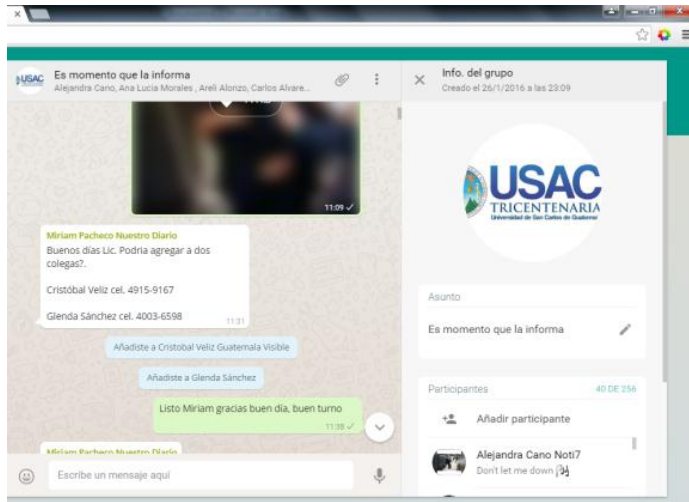 Es momento que la informa
Alejandra Cano, Ana Lucia Morales , Areli Alonzo, Carlos Alvare...
11:09
Miriam Pacheco Nuestro Diario
Buenos días Lic. Podria agregar a dos
colegas?.
Cristóbal Veliz cel. 4915-9167
Glenda Sánchez cel. 4003-6598
11:31
Añadiste a Cristobal Veliz Guatemala Visible
Añadiste a Glenda Sánchez
Listo Miriam gracias buen día, buen turno
11:38
Miriam Pacheco Nuestro Diario
Escribe un mensaje aquí
Info. del grupo
Creado el 26/1/2016 a las 23:09
USAC
TRICENTENARIA
Universidad de San Carlos de Guatemala
Asunto
Es momento que la informa
Participantes 40 DE 256
Añadir participante
Alejandra Cano Noti7
Don't let me down